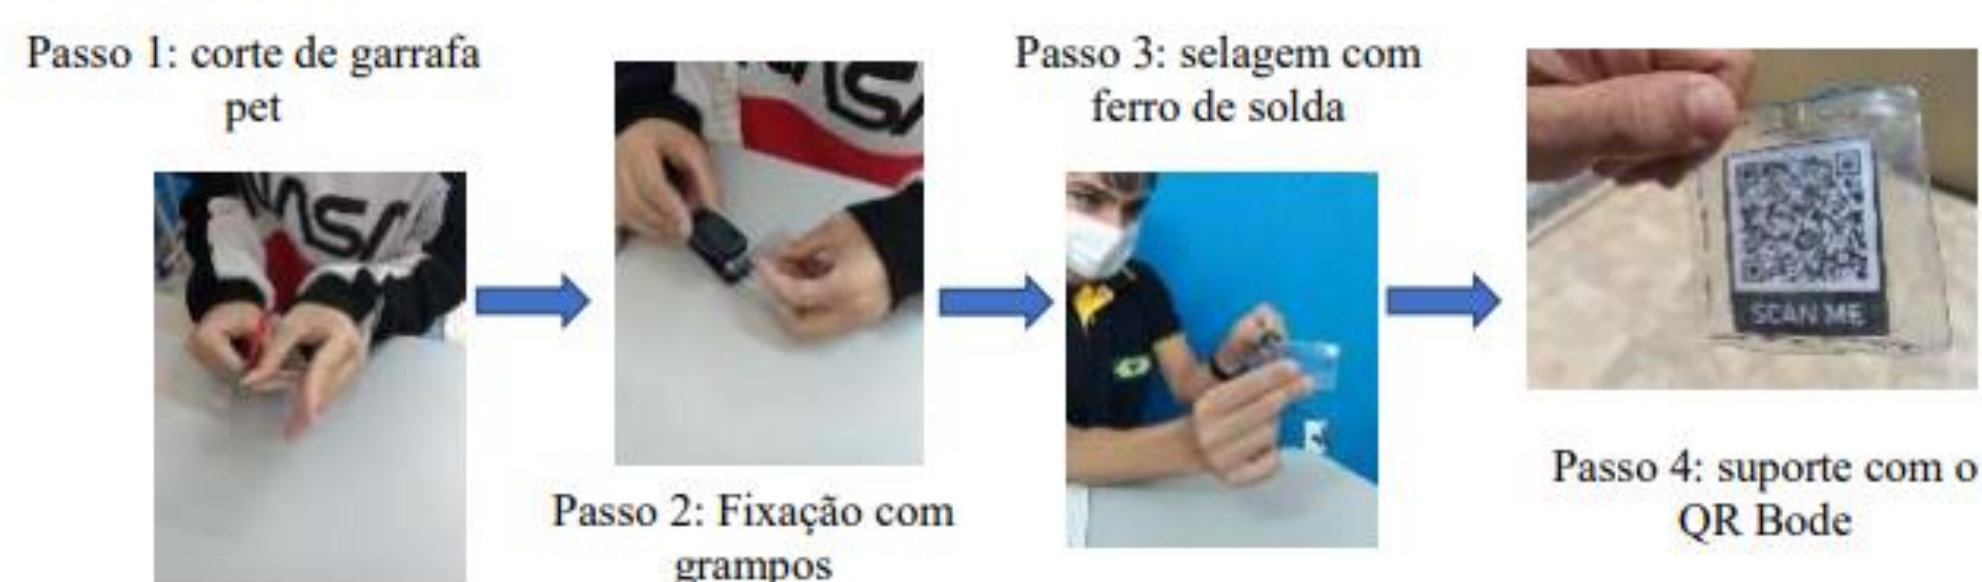 Passo 1: corte de garrafa
pet
Passo 2: Fixação com
grampos
Passo 3: selagem com
ferro de solda
SCAN ME
Passo 4: suporte com o
QR Bode